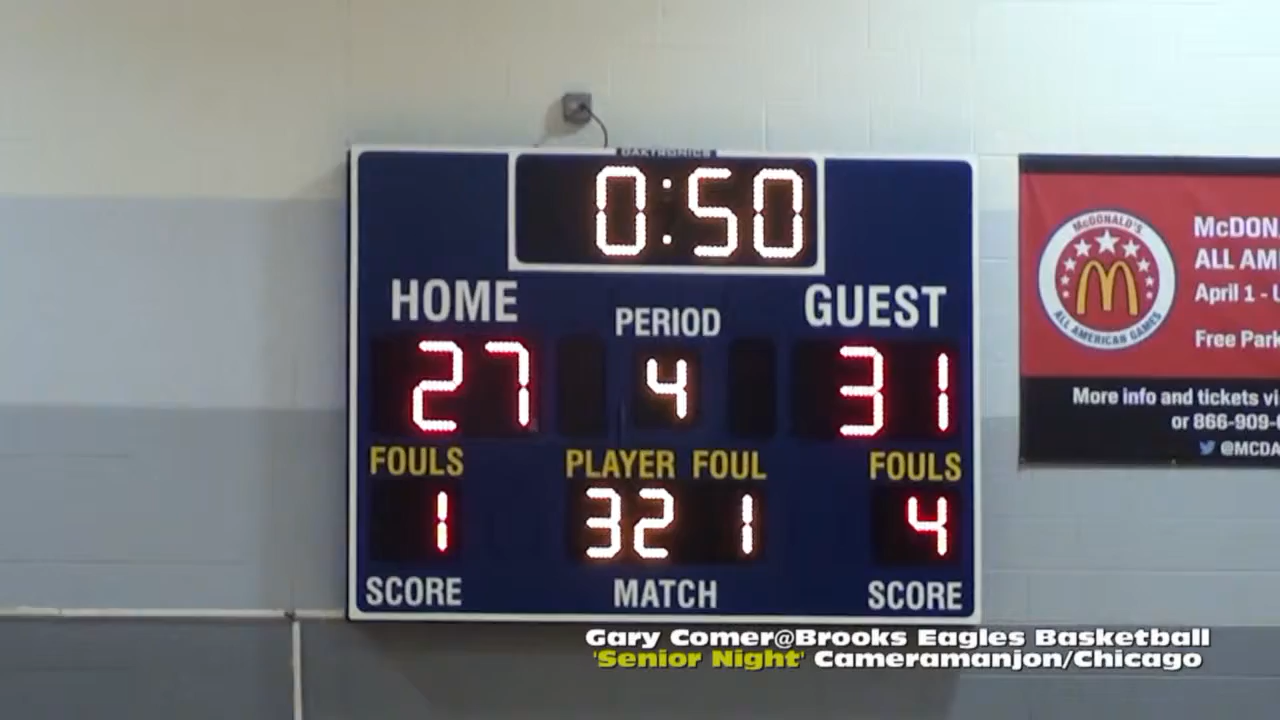 DAKTRONICS
0:50
HOME
PERIOD
GUEST
27
4
31
FOULS
PLAYER FOUL
FOULS
1
32 1
4
SCORE
MATCH
SCORE
McDONALD'S
ALL AMERICAN GAMES
McDON
ALL AM
April 1 - U
Free Park
More info and tickets vi
or 866-909-
@MCDA
Gary Comer@Brooks Eagles Basketball
'Senior Night' Cameramanjon/Chicago